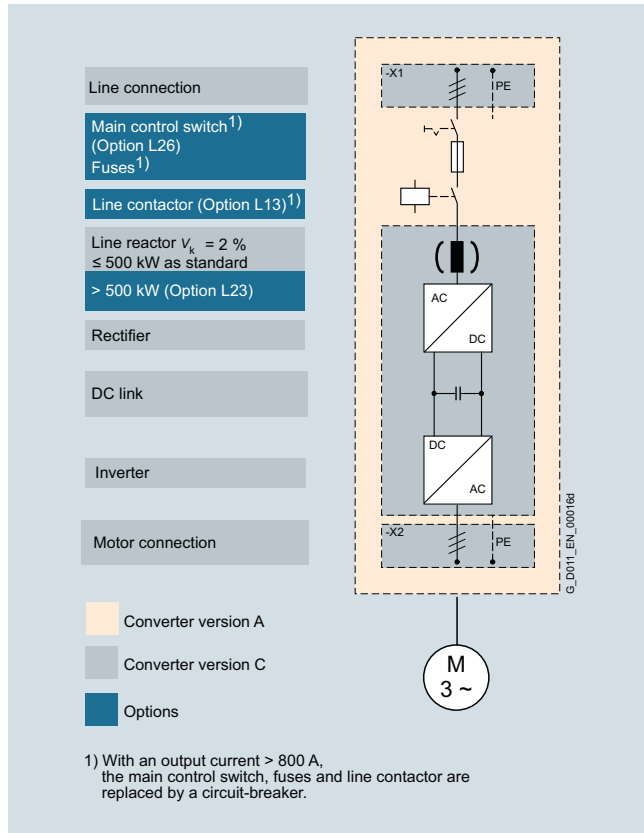 Line connection
Main control switch1)
(Option L26)
Fuses1)
Line contactor (Option L13)1)
Line reactor Vk = 2 %
≤ 500 kW as standard
> 500 kW (Option L23)
Rectifier
DC link
Inverter
Motor connection
-X1
PE
AC
DC
DC
AC
-X2
PE
G_D011_EN_00016d
M
3 ~
Converter version A
Converter version C
Options
1) With an output current > 800 A,
the main control switch, fuses and line contactor are
replaced by a circuit-breaker.